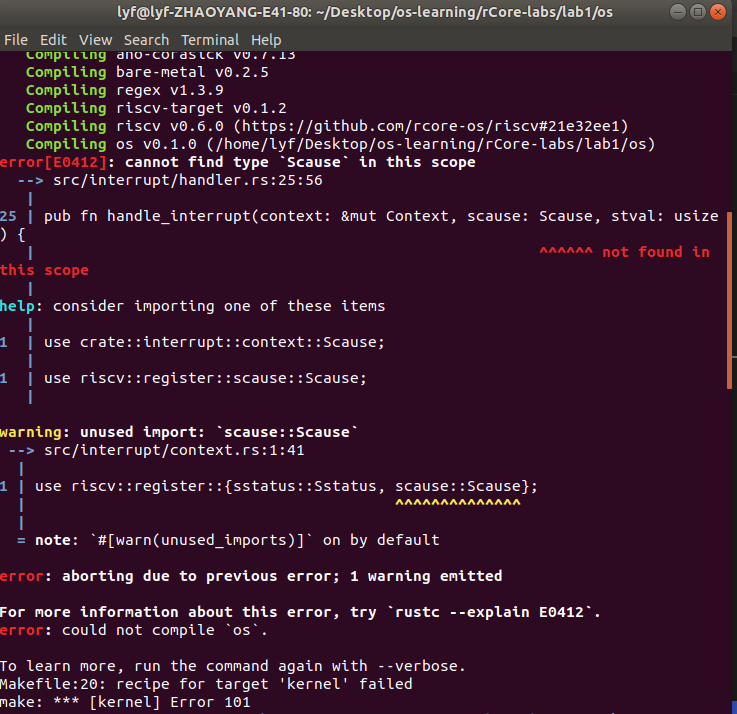 lyf@lyf-ZHAOYANG-E41-80: ~/Desktop/os-learning/rCore-labs/lab1/os
File Edit View Search Terminal Help
Compiling aho-corasick v0.7.13
Compiling bare-metal v0.2.5
Compiling regex v1.3.9
Compiling riscv-target v0.1.2
Compiling riscv v0.6.0 (https://github.com/rcore-os/riscv#21e32ee1)
Compiling os v0.1.0 (/home/lyf/Desktop/os-learning/rCore-labs/lab1/os)
error[E0412]: cannot find type `Scause` in this scope
--> src/interrupt/handler.rs:25:56
|
25 | pub fn handle_interrupt(context: &mut Context, scause: Scause, stval: usize
) {
| ^^^^^^ not found in
this scope
|
help: consider importing one of these items
|
1 | use crate::interrupt::context::Scause;
|
1 | use riscv::register::scause::Scause;
|
warning: unused import: `scause::Scause`
--> src/interrupt/context.rs:1:41
|
1 | use riscv::register::{sstatus::Sstatus, scause::Scause};
| ^^^^^^^^^^^^^^
|
= note: `#[warn(unused_imports)]` on by default
error: aborting due to previous error; 1 warning emitted
For more information about this error, try `rustc --explain E0412`.
error: could not compile `os`.
To learn more, run the command again with --verbose.
Makefile:20: recipe for target 'kernel' failed
make: *** [kernel] Error 101